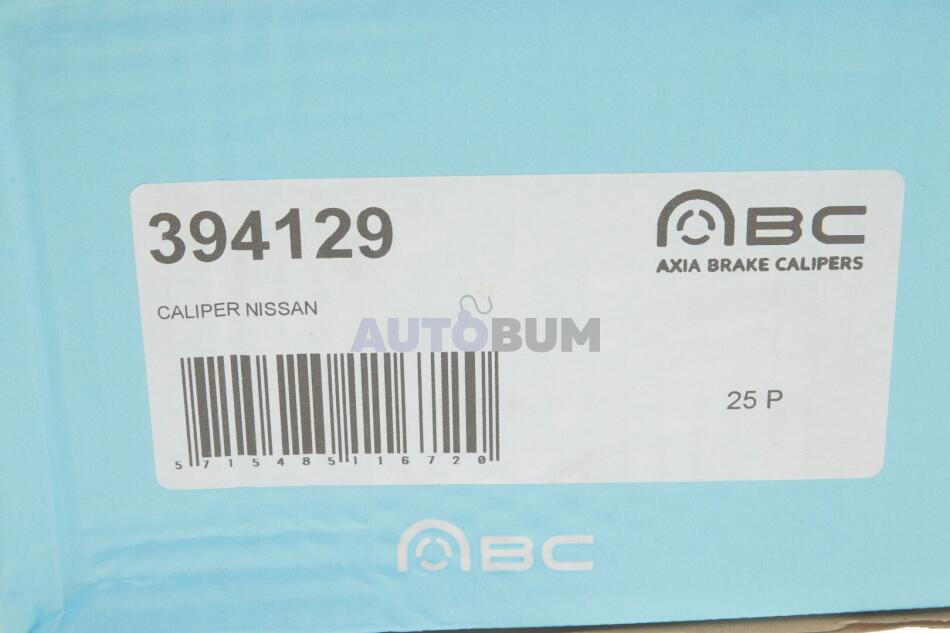 394129
ABC
AXIA BRAKE CALIPERS
CALIPER NISSAN
AUTOBUM
25 P
5715485116720
ABC